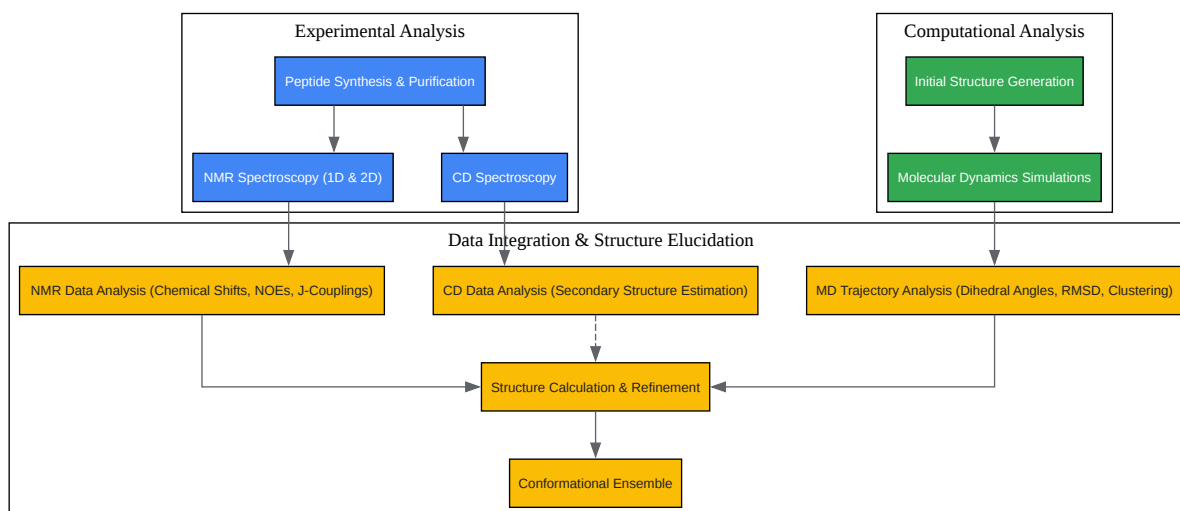 Experimental Analysis
Computational Analysis
Peptide Synthesis & Purification
Initial Structure Generation
NMR Spectroscopy (1D & 2D)
CD Spectroscopy
Molecular Dynamics Simulations
Data Integration & Structure Elucidation
NMR Data Analysis (Chemical Shifts, NOEs, J-Couplings)
CD Data Analysis (Secondary Structure Estimation)
MD Trajectory Analysis (Dihedral Angles, RMSD, Clustering)
Structure Calculation & Refinement
Conformational Ensemble